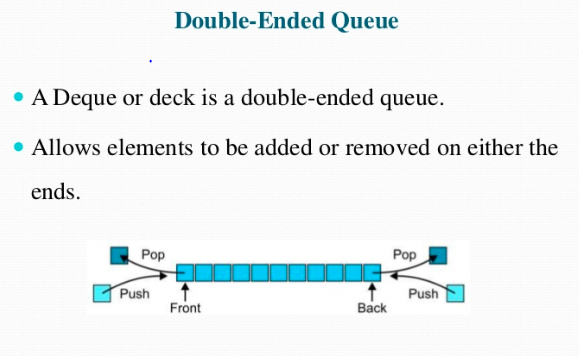 Double-Ended Queue
• A Deque or deck is a double-ended queue.
• Allows elements to be added or removed on either the
ends.
Pop Pop
Push Push
Front Back